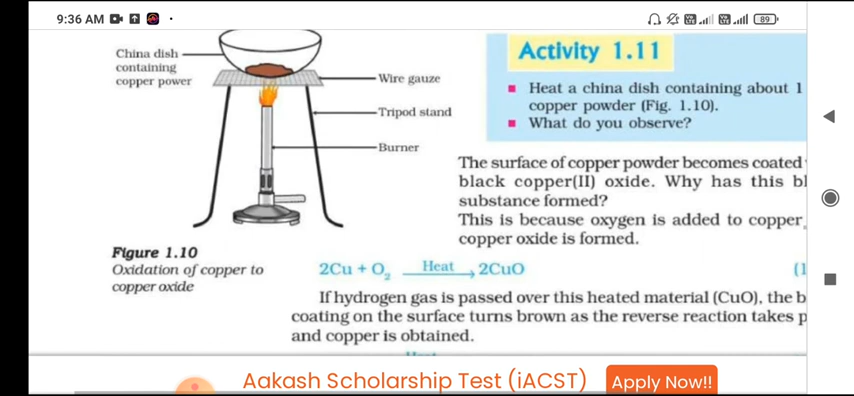 9:36 AM
89
China dish
containing
copper power
Wire gauze
Tripod stand
Burner
Figure 1.10
Oxidation of copper to
copper oxide
Activity 1.11
Heat a china dish containing about 1
copper powder (Fig. 1.10).
What do you observe?
The surface of copper powder becomes coated
black copper(II) oxide. Why has this bl
substance formed?
This is because oxygen is added to copper
copper oxide is formed.
2Cu + O₂ Heat → 2CuO (1
If hydrogen gas is passed over this heated material (CuO), the b
coating on the surface turns brown as the reverse reaction takes p
and copper is obtained.
Aakash Scholarship Test (iACST) Apply Now!!